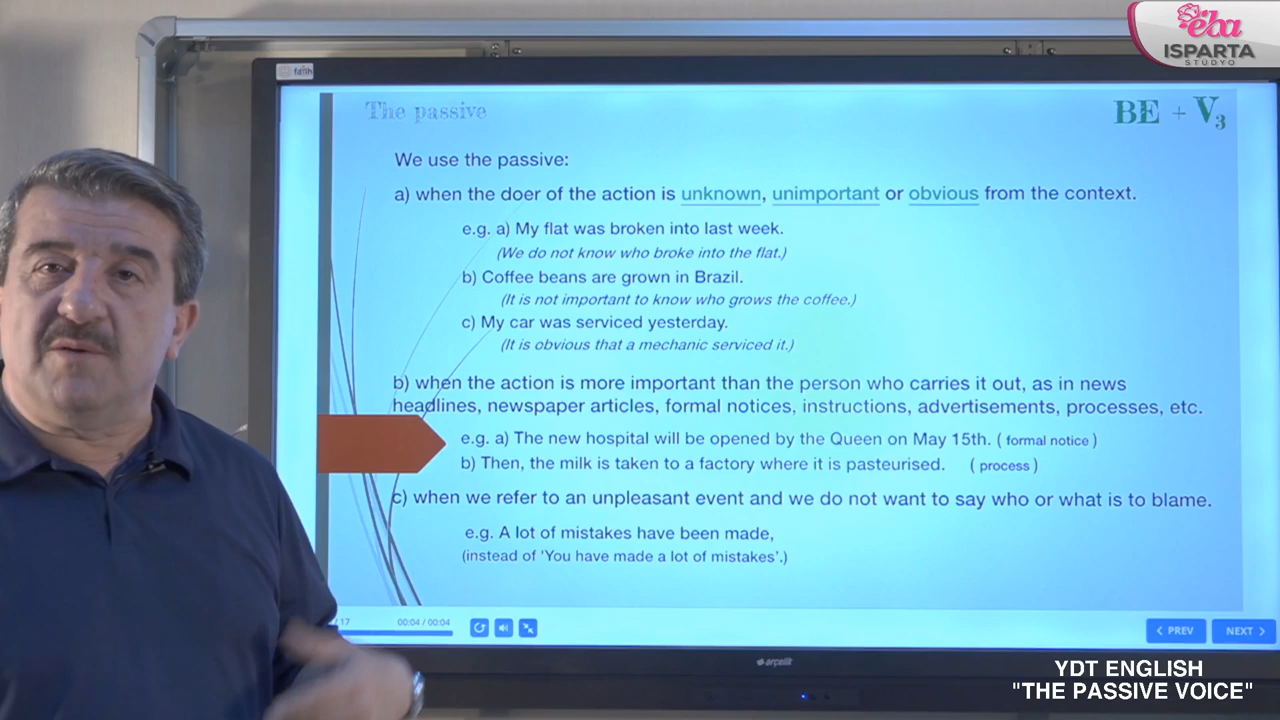 eba
ISPARTA
STÜDYO
fatih
The passive
BE + V3
We use the passive:
a) when the doer of the action is unknown, unimportant or obvious from the context.
e.g. a) My flat was broken into last week.
(We do not know who broke into the flat.)
b) Coffee beans are grown in Brazil.
(It is not important to know who grows the coffee.)
c) My car was serviced yesterday.
(It is obvious that a mechanic serviced it.)
b) when the action is more important than the person who carries it out, as in news
headlines, newspaper articles, formal notices, instructions, advertisements, processes, etc.
e.g. a) The new hospital will be opened by the Queen on May 15th. ( formal notice )
b) Then, the milk is taken to a factory where it is pasteurised. ( process )
c) when we refer to an unpleasant event and we do not want to say who or what is to blame.
e.g. A lot of mistakes have been made,
(instead of 'You have made a lot of mistakes'.)
/ 17 00:04 / 00:04
< PREV NEXT >
arçelik
YDT ENGLISH
"THE PASSIVE VOICE"